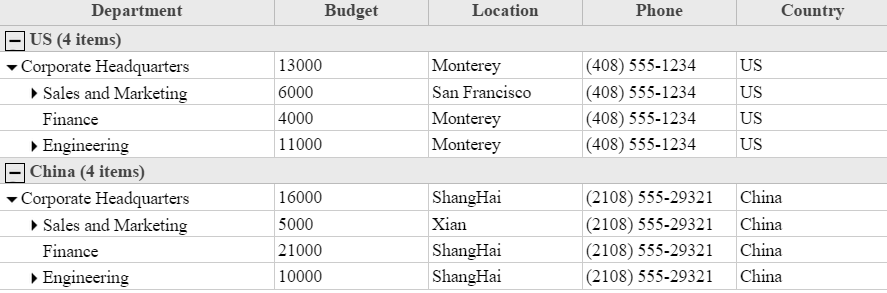 Department Budget Location Phone Country
US (4 items)
Corporate Headquarters 13000 Monterey (408) 555-1234 US
Sales and Marketing 6000 San Francisco (408) 555-1234 US
Finance 4000 Monterey (408) 555-1234 US
Engineering 11000 Monterey (408) 555-1234 US
China (4 items)
Corporate Headquarters 16000 ShangHai (2108) 555-29321 China
Sales and Marketing 5000 Xian (2108) 555-29321 China
Finance 21000 ShangHai (2108) 555-29321 China
Engineering 10000 ShangHai (2108) 555-29321 China